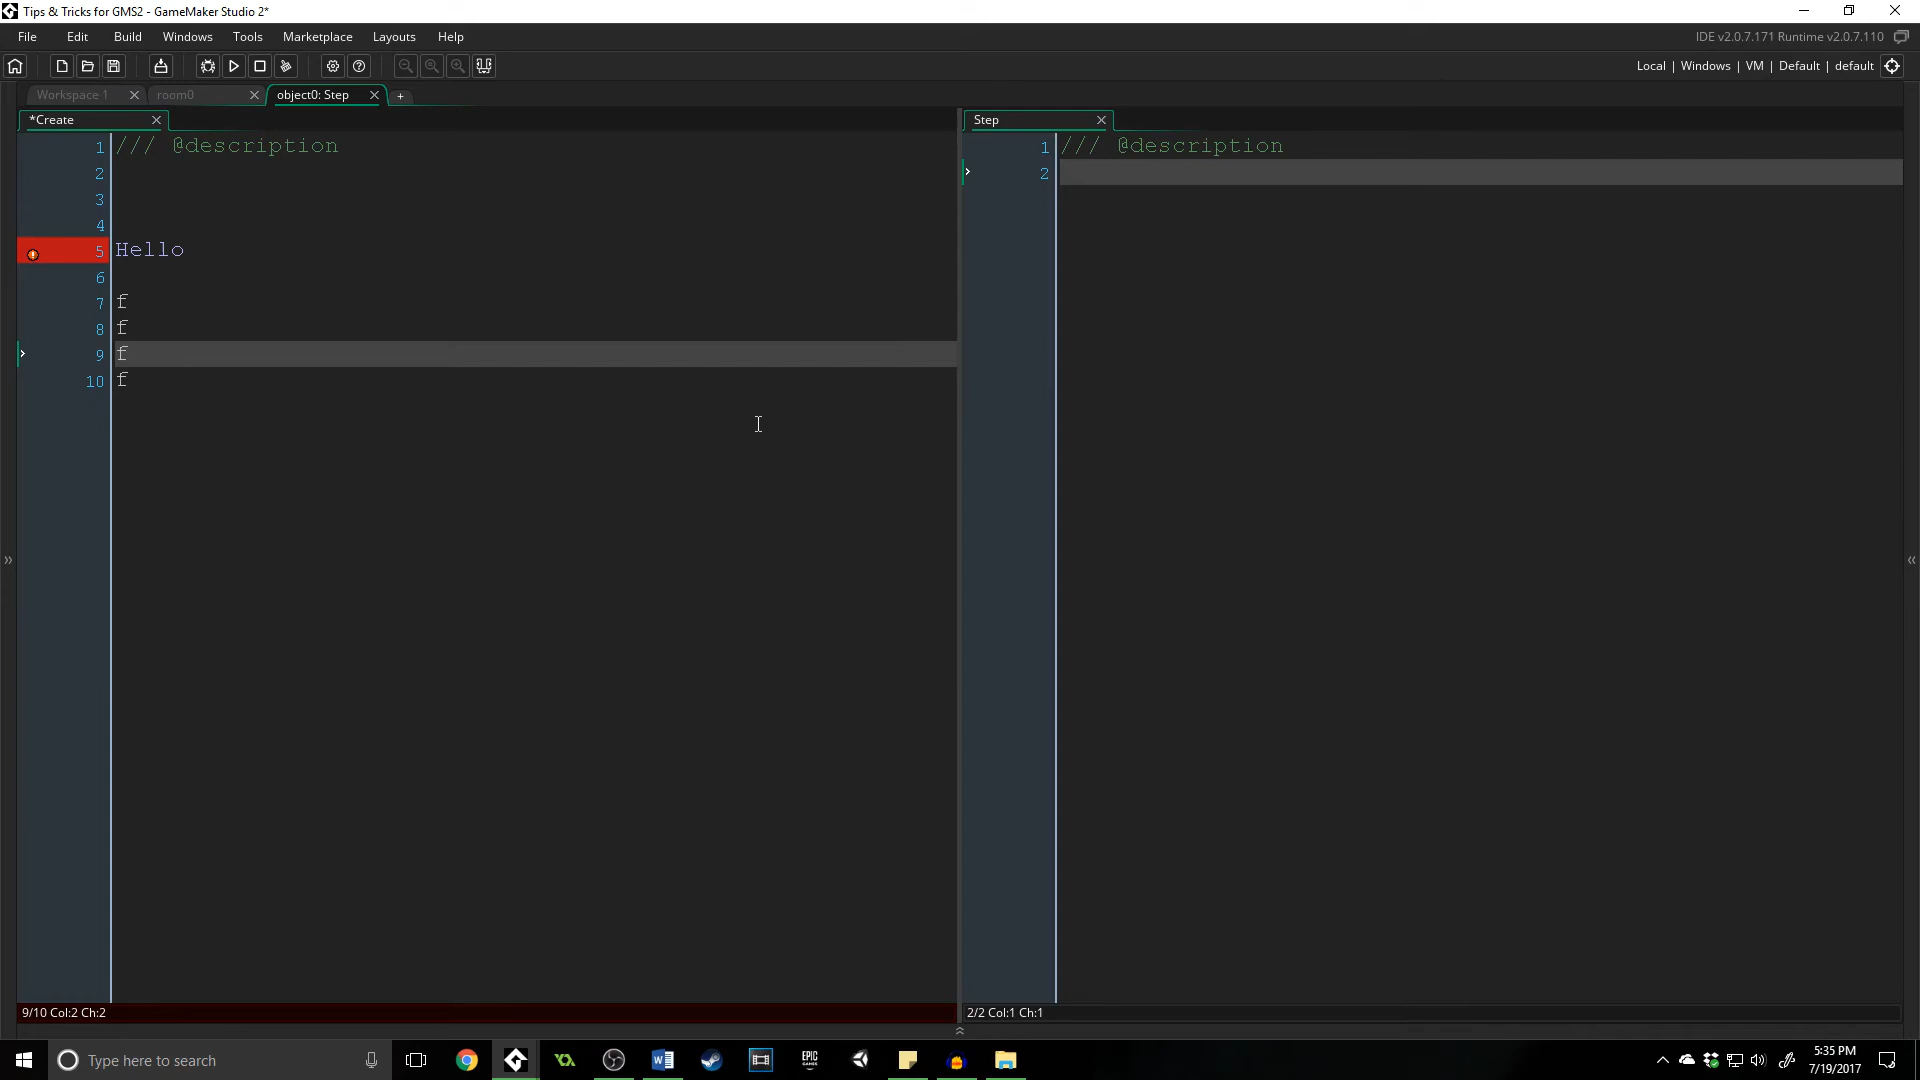 Tips & Tricks for GMS2 - GameMaker Studio 2*
File Edit Build Windows Tools Marketplace Layouts Help
IDE v2.0.7.171 Runtime v2.0.7.110
Local | Windows | VM | Default | default
Workspace 1
room0
object0: Step
*Create
1 /// @description
2
3
4
5 Hello
6
7 f
8 f
9 f
10 f
9/10 Col:2 Ch:2
Step
1 /// @description
2
2/2 Col:1 Ch:1
Type here to search
EPIC
GAMES
5:35 PM
7/19/2017